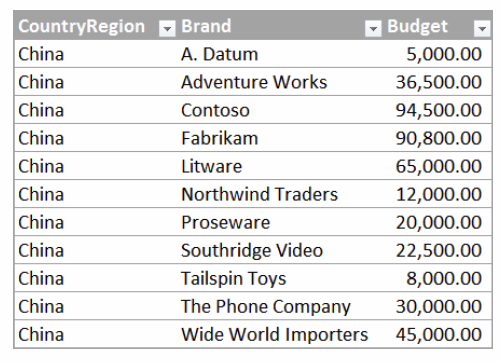 CountryRegion Brand Budget
China A. Datum 5,000.00
China Adventure Works 36,500.00
China Contoso 94,500.00
China Fabrikam 90,800.00
China Litware 65,000.00
China Northwind Traders 12,000.00
China Proseware 20,000.00
China Southridge Video 22,500.00
China Tailspin Toys 8,000.00
China The Phone Company 30,000.00
China Wide World Importers 45,000.00